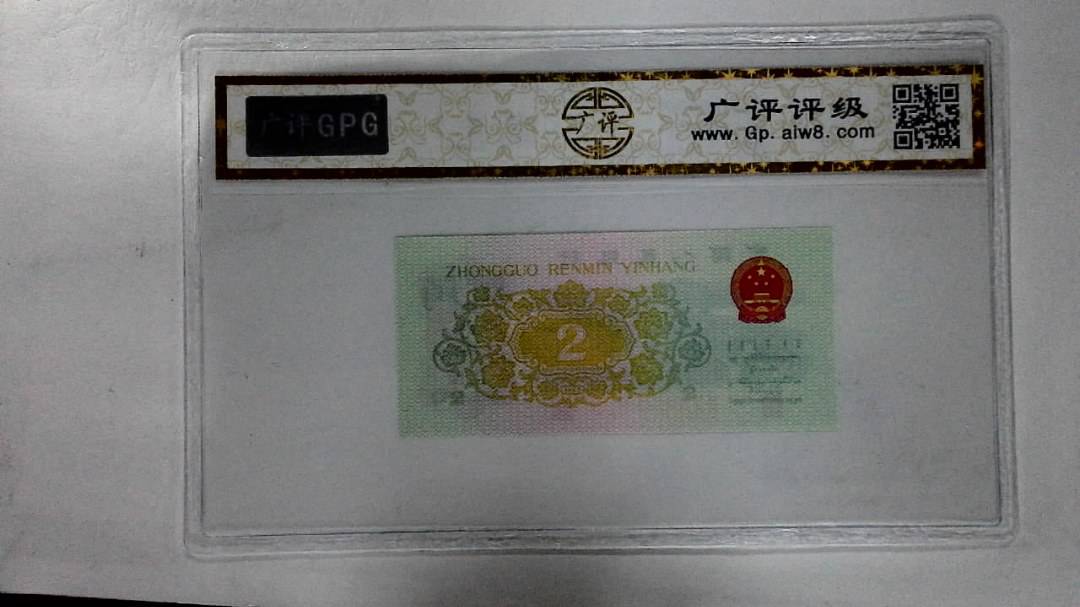 广评GPG
广评
广评评级
www.Gp.aiw8.com
ZHONGGUO RENMIN YINHANG
2